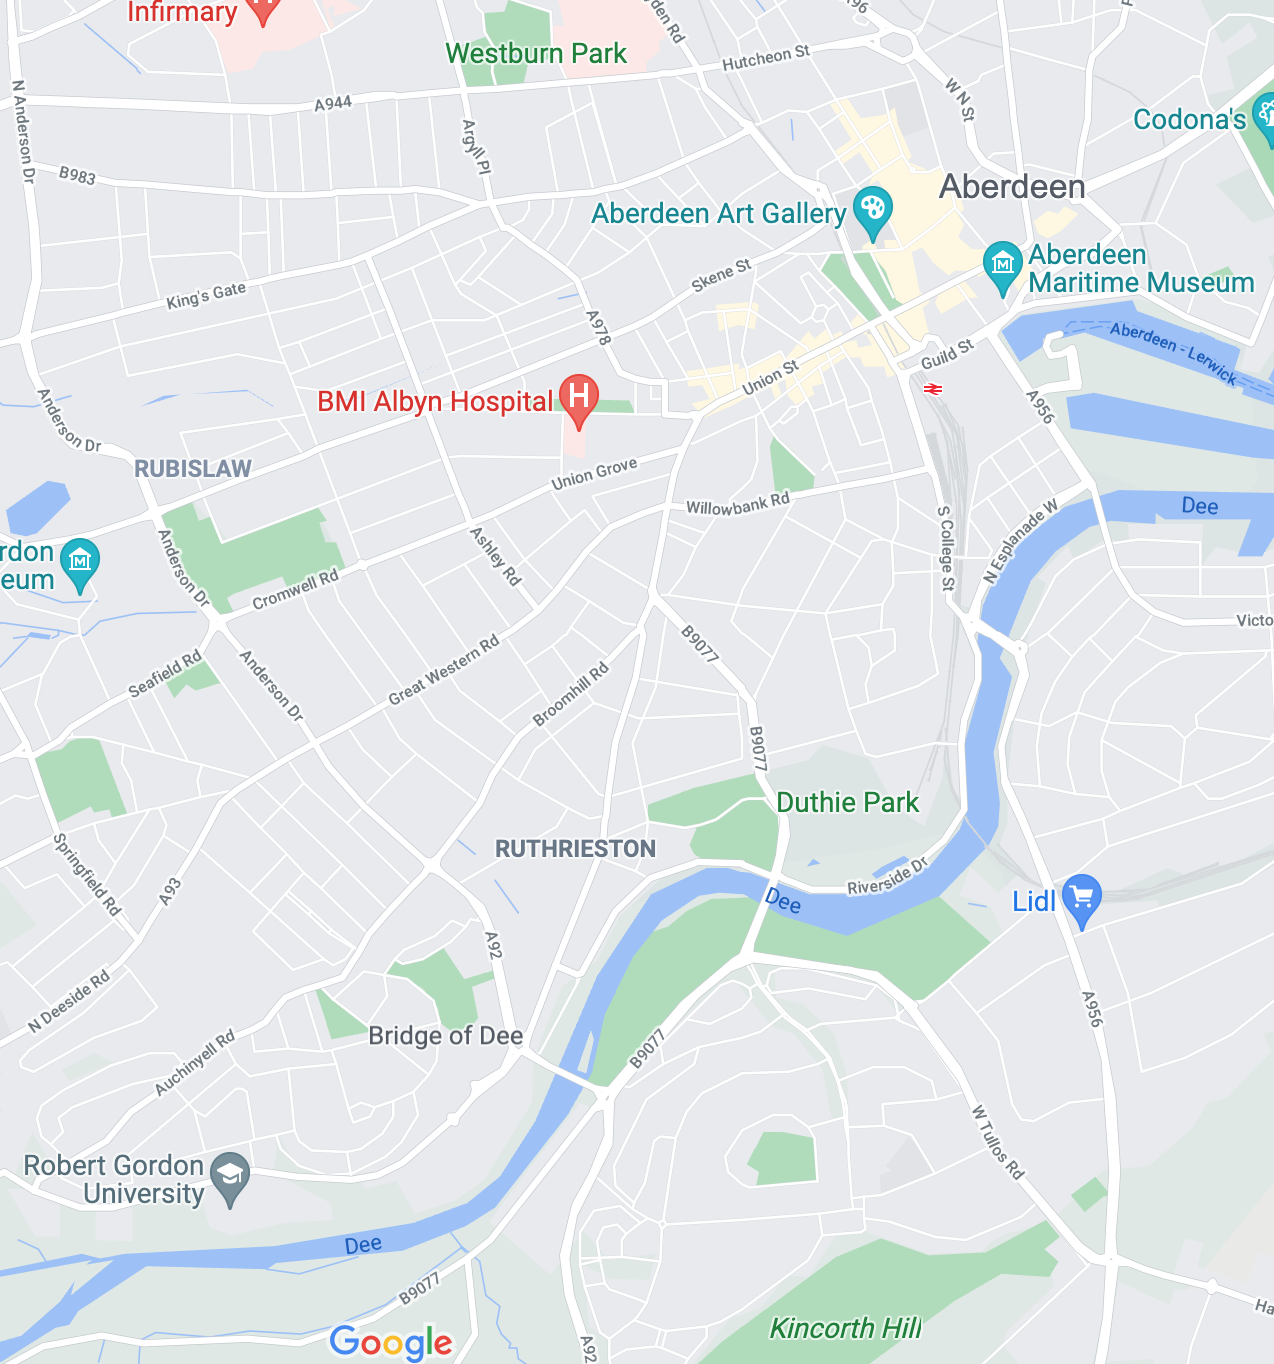 Infirmary
Westburn Park
Hutcheon St
A944
W N St
N Anderson Dr
Argyll Pl
Codona's
B983
Aberdeen
Aberdeen Art Gallery
Aberdeen
Maritime Museum
Skene St
King's Gate
A978
Aberdeen - Lerwick
Guild St
Union St
BMI Albyn Hospital
A956
Anderson Dr
RUBISLAW
Union Grove
Willowbank Rd
Dee
S College St
N Esplanade W
rdon
eum
Anderson Dr
Ashley Rd
Cromwell Rd
Victo
B9077
Seafield Rd
Great Western Rd
Anderson Dr
Broomhill Rd
B9077
Duthie Park
RUTHRIESTON
Springfield Rd
A93
Riverside Dr
Dee
Lidl
A92
N Deeside Rd
A956
Bridge of Dee
B9077
Auchinyell Rd
W Tullos Rd
Robert Gordon
University
Dee
B9077
Kincorth Hill
Ha
Google
A92